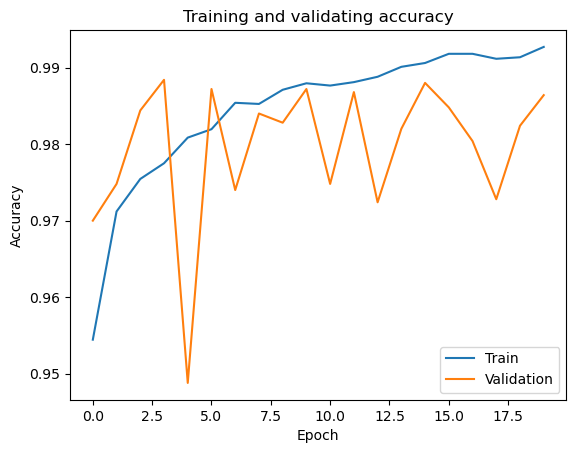 Training and validating accuracy
0.99
0.98
0.97
0.96
0.95
Accuracy
Train
Validation
0.0 2.5 5.0 7.5 10.0 12.5 15.0 17.5
Epoch